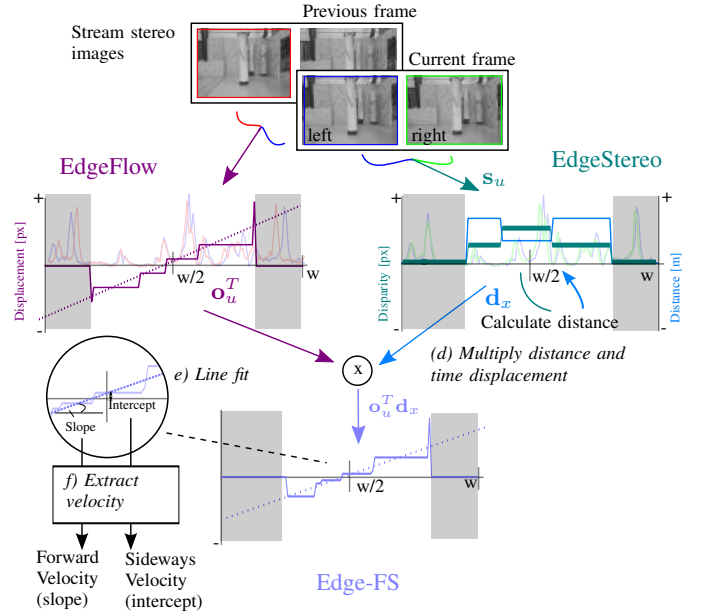 Previous frame
Stream stereo
images
Current frame
left
right
EdgeFlow
EdgeStereo
s_u
+
Displacement [px]
-
w/2
w
o_u^T
+
Disparity [px]
-
w/2
w
+
Distance [m]
-
d_x
Calculate distance
(d) Multiply distance and
time displacement
x
e) Line fit
Intercept
Slope
o_u^T d_x
+
w/2
w
-
f) Extract
velocity
Forward
Velocity
(slope)
Sideways
Velocity
(intercept)
Edge-FS